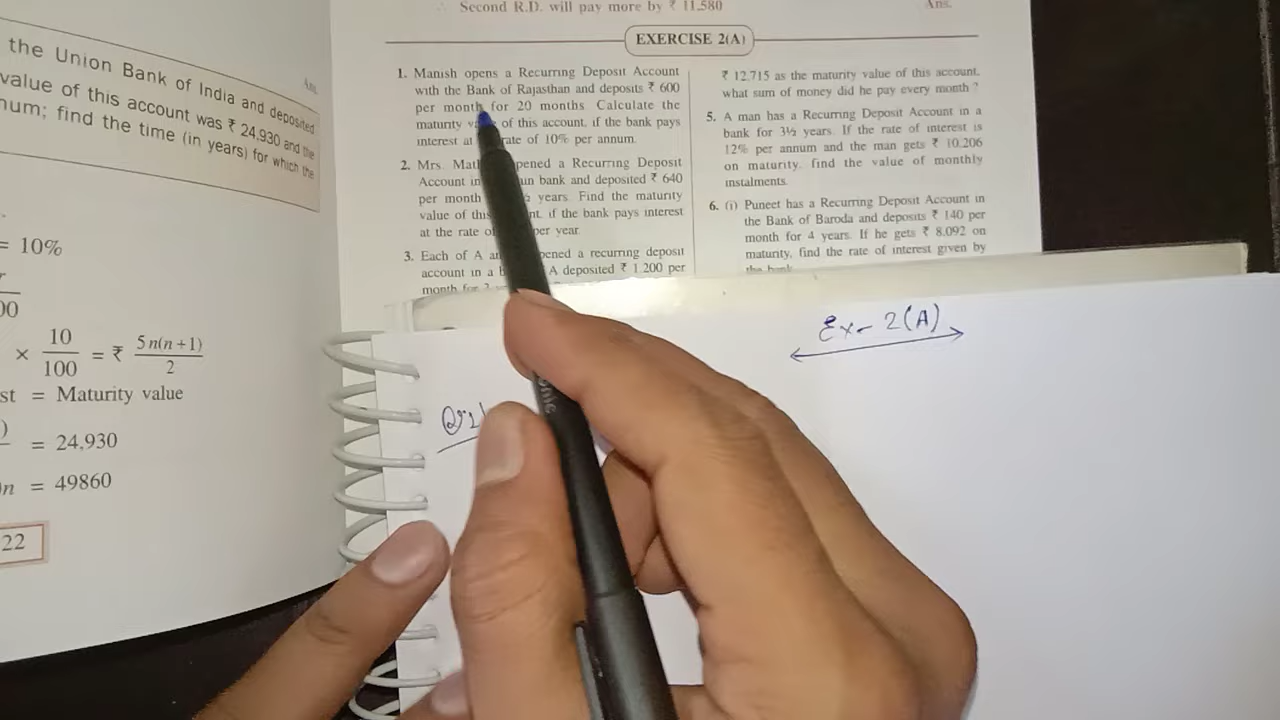 the Union Bank of India and deposited
value of this account was ₹ 24,930 and the
num; find the time (in years) for which the
Ans.
= 10%
r
00
× 10/100 = ₹ 5n(n + 1)/2
st = Maturity value
) = 24,930
n = 49860
22
Second R.D. will pay more by ₹ 11,580
Ans.
EXERCISE 2(A)
1. Manish opens a Recurring Deposit Account
with the Bank of Rajasthan and deposits ₹ 600
per month for 20 months. Calculate the
maturity of this account, if the bank pays
interest at rate of 10% per annum.
2. Mrs. opened a Recurring Deposit
Account in bank and deposited ₹ 640
per month years. Find the maturity
value of this if the bank pays interest
at the rate of per year.
3. Each of A opened a recurring deposit
account in a A deposited ₹ 1,200 per
month for
₹ 12,715 as the maturity value of this account,
what sum of money did he pay every month ?
5. A man has a Recurring Deposit Account in a
bank for 3½ years. If the rate of interest is
12% per annum and the man gets ₹ 10,206
on maturity, find the value of monthly
instalments.
6. (i) Puneet has a Recurring Deposit Account in
the Bank of Baroda and deposits ₹ 140 per
month for 4 years. If he gets ₹ 8,092 on
maturity, find the rate of interest given by
the bank.
Ex- 2(A)